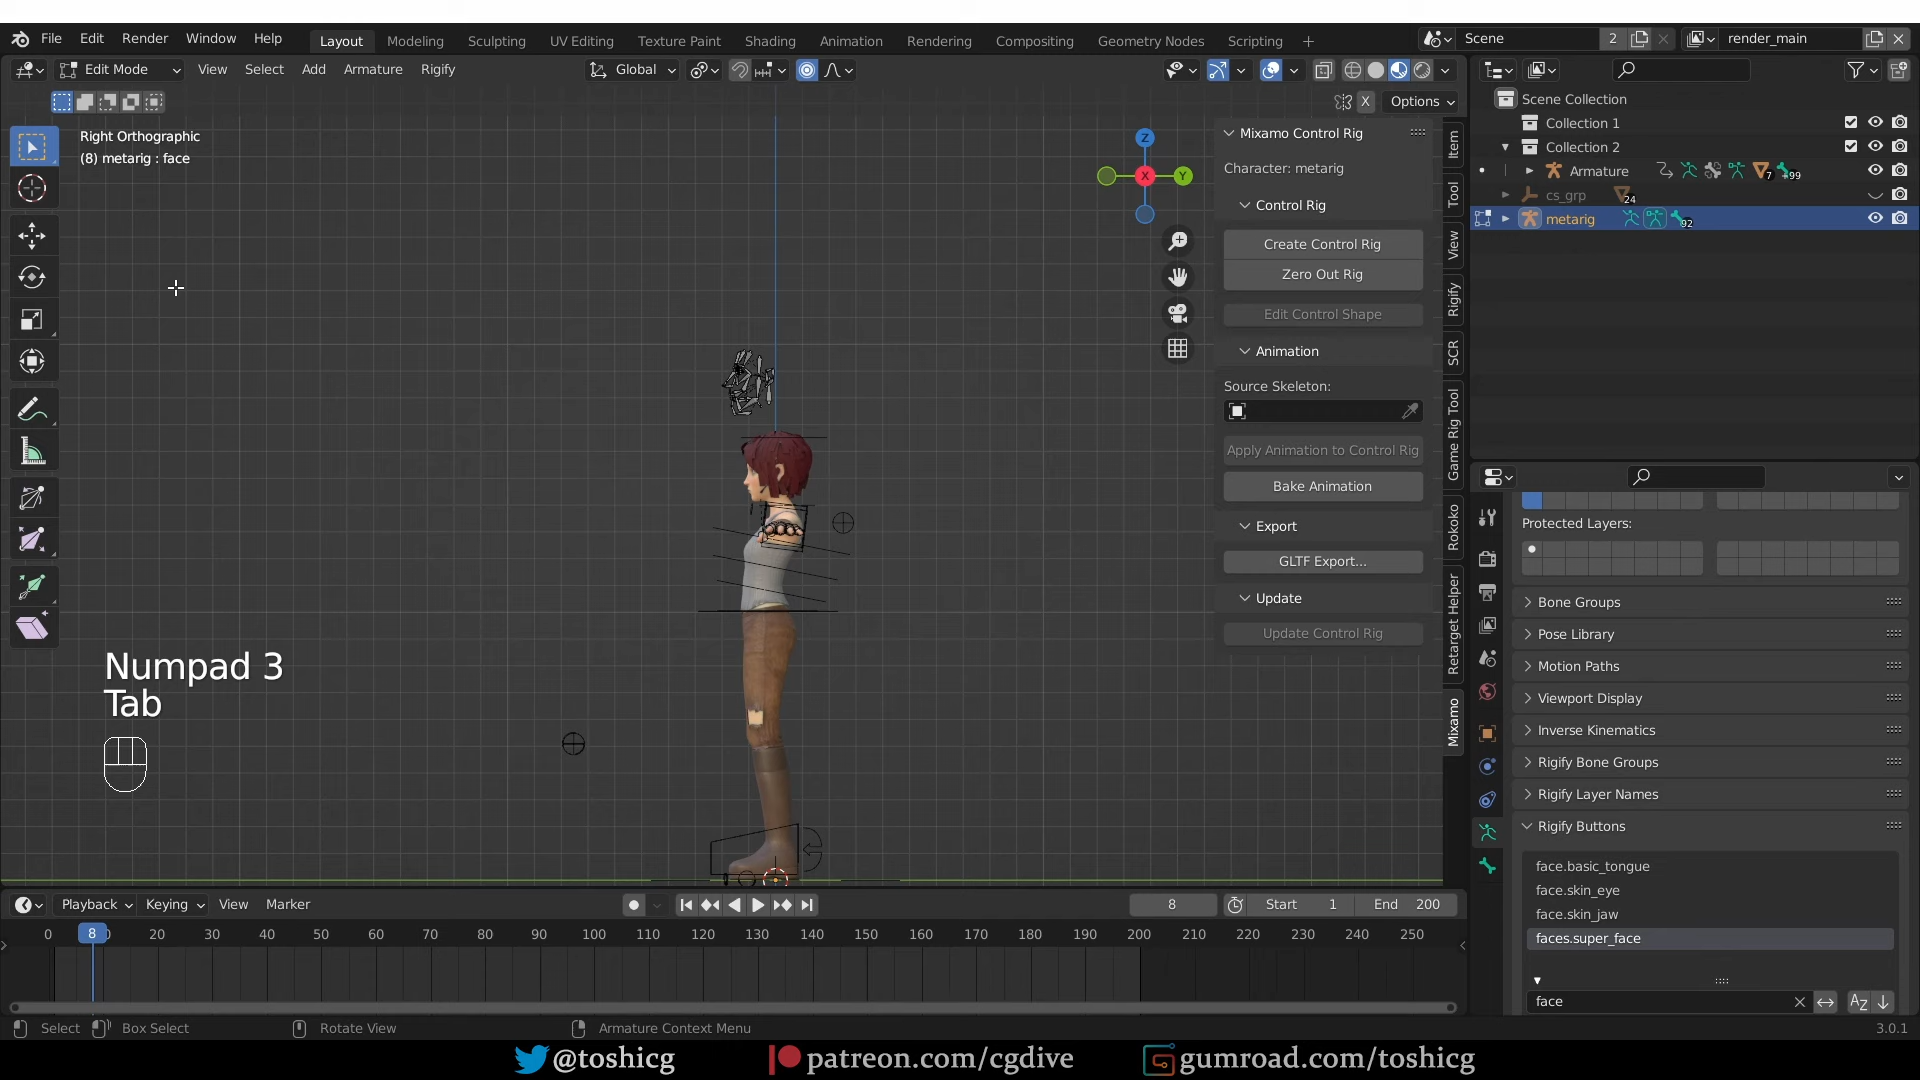 File Edit Render Window Help
Layout Modeling Sculpting UV Editing Texture Paint Shading Animation Rendering Compositing Geometry Nodes Scripting +
Scene 2 render_main
Edit Mode View Select Add Armature Rigify
Global
X Options
Right Orthographic
(8) metarig : face
Z
X
Y
Numpad 3
Tab
Mixamo Control Rig
Character: metarig
Control Rig
Create Control Rig
Zero Out Rig
Edit Control Shape
Animation
Source Skeleton:
Apply Animation to Control Rig
Bake Animation
Export
GLTF Export...
Update
Update Control Rig
Item
Tool
View
Rigify
SCR
Game Rig Tool
Rokoko
Retarget Helper
Mixamo
Scene Collection
Collection 1
Collection 2
Armature 7 99
cs_grp 24
metarig 92
Protected Layers:
Bone Groups
Pose Library
Motion Paths
Viewport Display
Inverse Kinematics
Rigify Bone Groups
Rigify Layer Names
Rigify Buttons
face.basic_tongue
face.skin_eye
face.skin_jaw
faces.super_face
face
Playback Keying View Marker
8 Start 1 End 200
0 8 20 30 40 50 60 70 80 90 100 110 120 130 140 150 160 170 180 190 200 210 220 230 240 250
Select Box Select Rotate View Armature Context Menu 3.0.1
@toshicg patreon.com/cgdive gumroad.com/toshicg